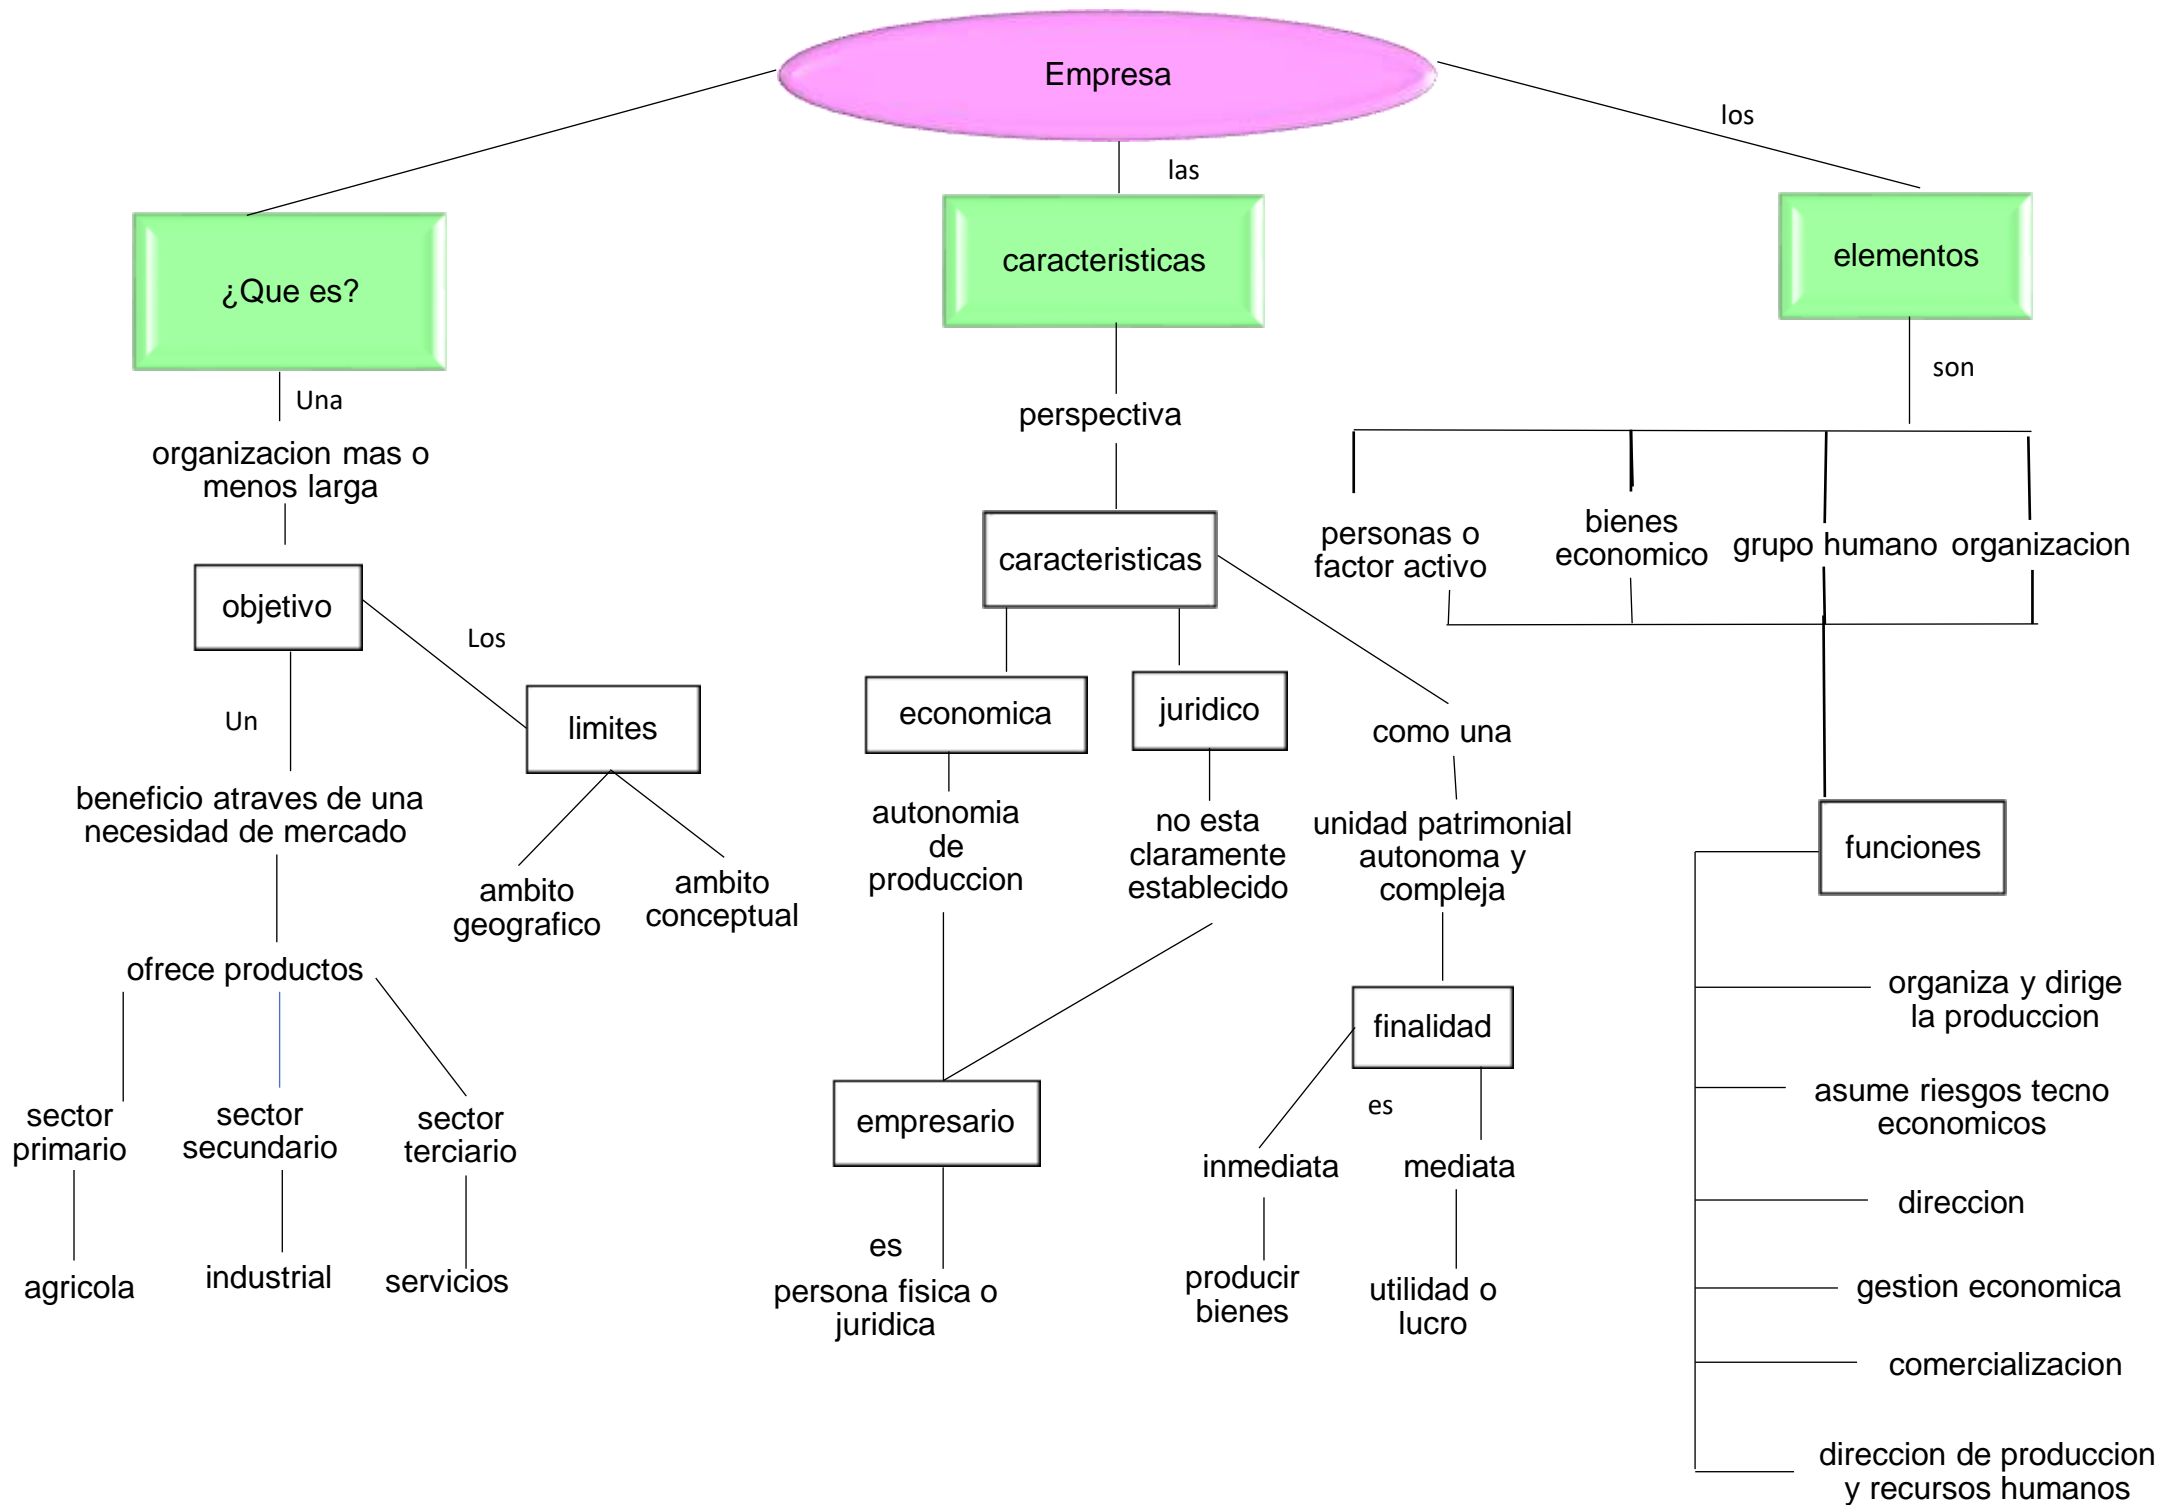 Empresa
los
las
¿Que es?
caracteristicas
elementos
Una
son
organizacion mas o
menos larga
perspectiva
personas o
factor activo
bienes
economico
grupo humano
organizacion
objetivo
Los
caracteristicas
Un
limites
economica
juridico
como una
beneficio atraves de una
necesidad de mercado
autonomia
de
produccion
no esta
claramente
establecido
unidad patrimonial
autonoma y
compleja
funciones
ambito
geografico
ambito
conceptual
ofrece productos
finalidad
organiza y dirige
la produccion
sector
primario
sector
secundario
sector
terciario
empresario
es
inmediata
mediata
asume riesgos tecno
economicos
direccion
agricola
industrial
servicios
es
persona fisica o
juridica
producir
bienes
utilidad o
lucro
gestion economica
comercializacion
direccion de produccion
y recursos humanos